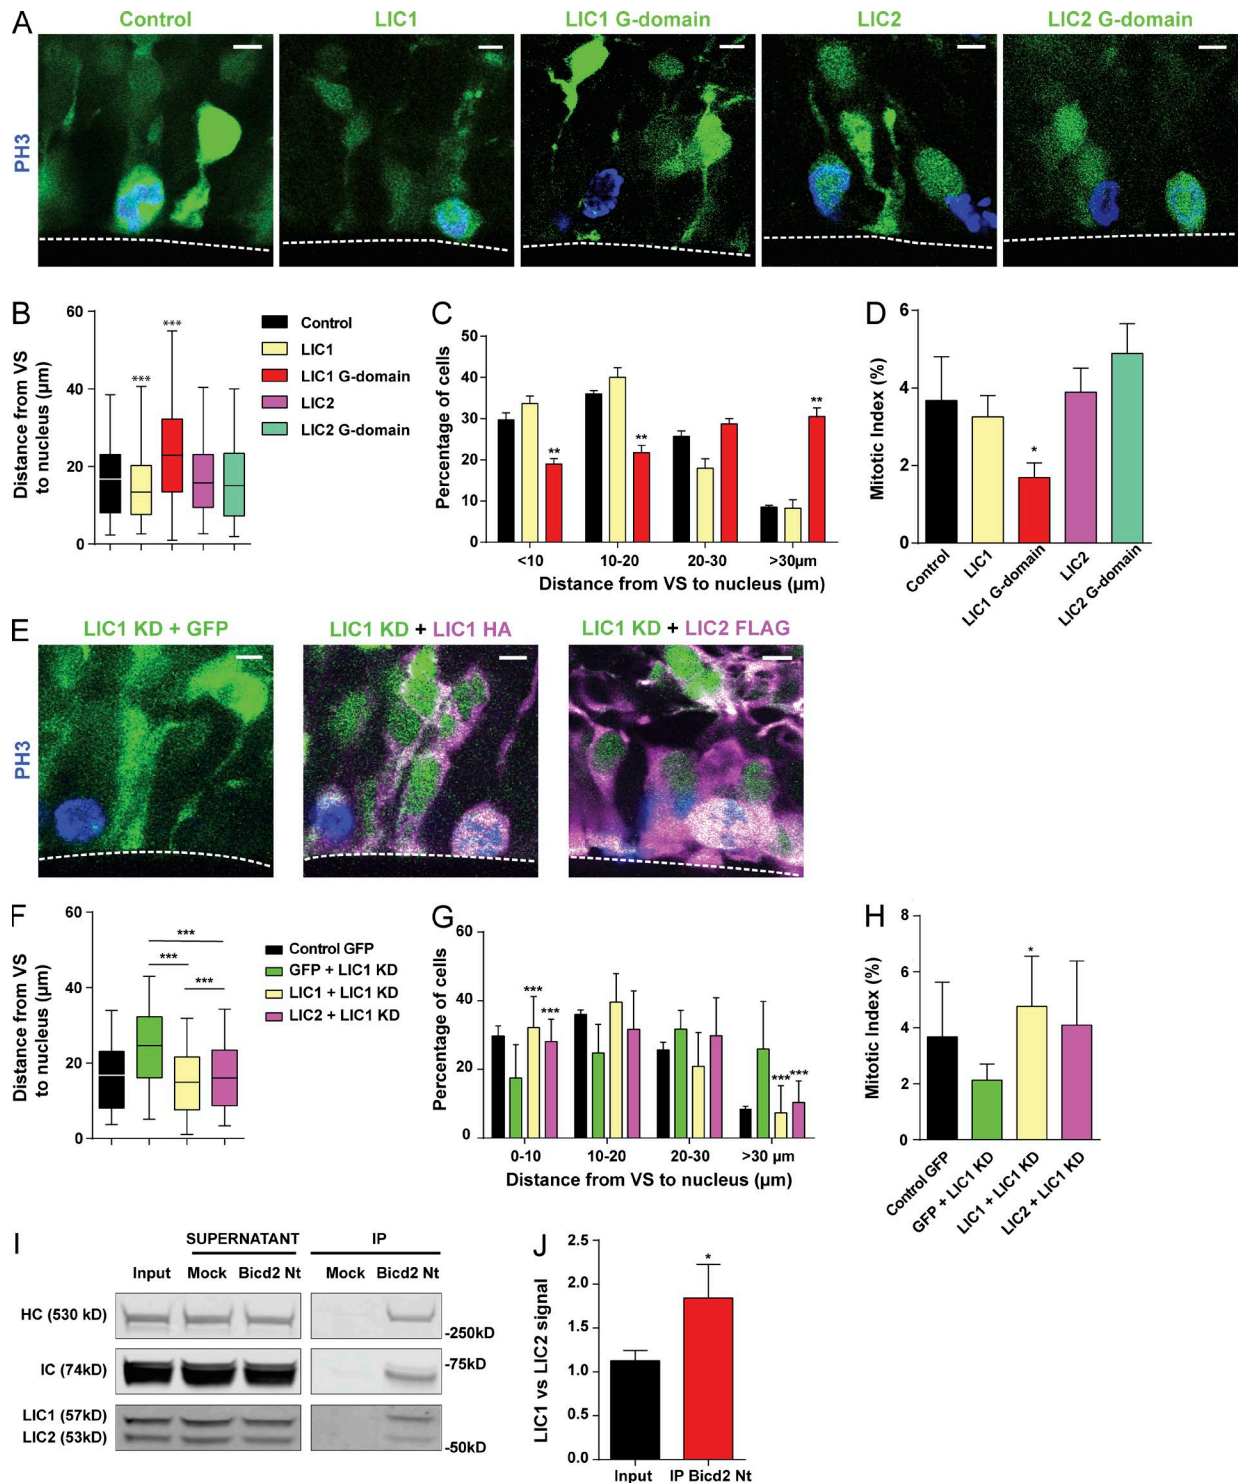 A
Control
LIC1
LIC1 G-domain
LIC2
LIC2 G-domain
PH3
B
Distance from VS
to nucleus (µm)
60
40
20
0
***
***
Control
LIC1
LIC1 G-domain
LIC2
LIC2 G-domain
C
Percentage of cells
50
40
30
20
10
0
**
**
**
<10
10-20
20-30
>30µm
Distance from VS to nucleus (µm)
D
Mitotic Index (%)
6
4
2
0
*
Control
LIC1
LIC1 G-domain
LIC2
LIC2 G-domain
E
LIC1 KD + GFP
LIC1 KD + LIC1 HA
LIC1 KD + LIC2 FLAG
PH3
F
Distance from VS
to nucleus (µm)
60
40
20
0
***
***
***
Control GFP
GFP + LIC1 KD
LIC1 + LIC1 KD
LIC2 + LIC1 KD
G
Percentage of cells
60
40
20
0
***
***
***
***
0-10
10-20
20-30
>30 µm
Distance from VS to nucleus (µm)
H
Mitotic Index (%)
8
6
4
2
0
*
Control GFP
GFP + LIC1 KD
LIC1 + LIC1 KD
LIC2 + LIC1 KD
I
SUPERNATANT
IP
Input
Mock
Bicd2 Nt
Mock
Bicd2 Nt
HC (530 kD)
-250kD
IC (74kD)
-75kD
LIC1 (57kD)
LIC2 (53kD)
-50kD
J
LIC1 vs LIC2 signal
2.5
2.0
1.5
1.0
0.5
0.0
*
Input
IP Bicd2 Nt